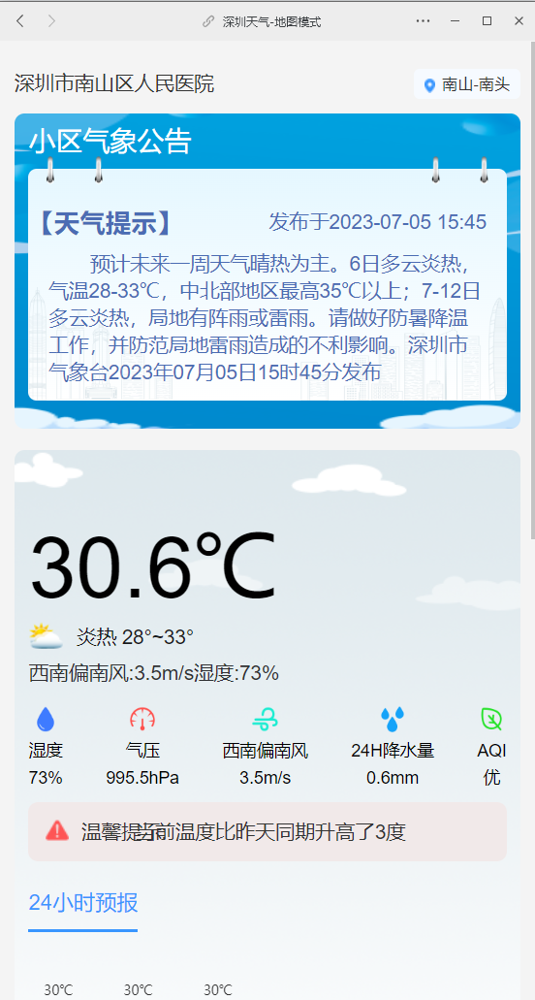 深圳天气-地图模式
深圳市南山区人民医院
南山-南头
小区气象公告
【天气提示】
发布于2023-07-05 15:45
预计未来一周天气晴热为主。6日多云炎热，
气温28-33℃，中北部地区最高35℃以上；7-12日
多云炎热，局地有阵雨或雷雨。请做好防暑降温
工作，并防范局地雷雨造成的不利影响。深圳市
气象台2023年07月05日15时45分发布
30.6℃
炎热 28°~33°
西南偏南风:3.5m/s湿度:73%
湿度 气压 西南偏南风 24H降水量 AQI
73% 995.5hPa 3.5m/s 0.6mm 优
温馨提示 当前温度比昨天同期升高了3度
24小时预报
30℃ 30℃ 30℃